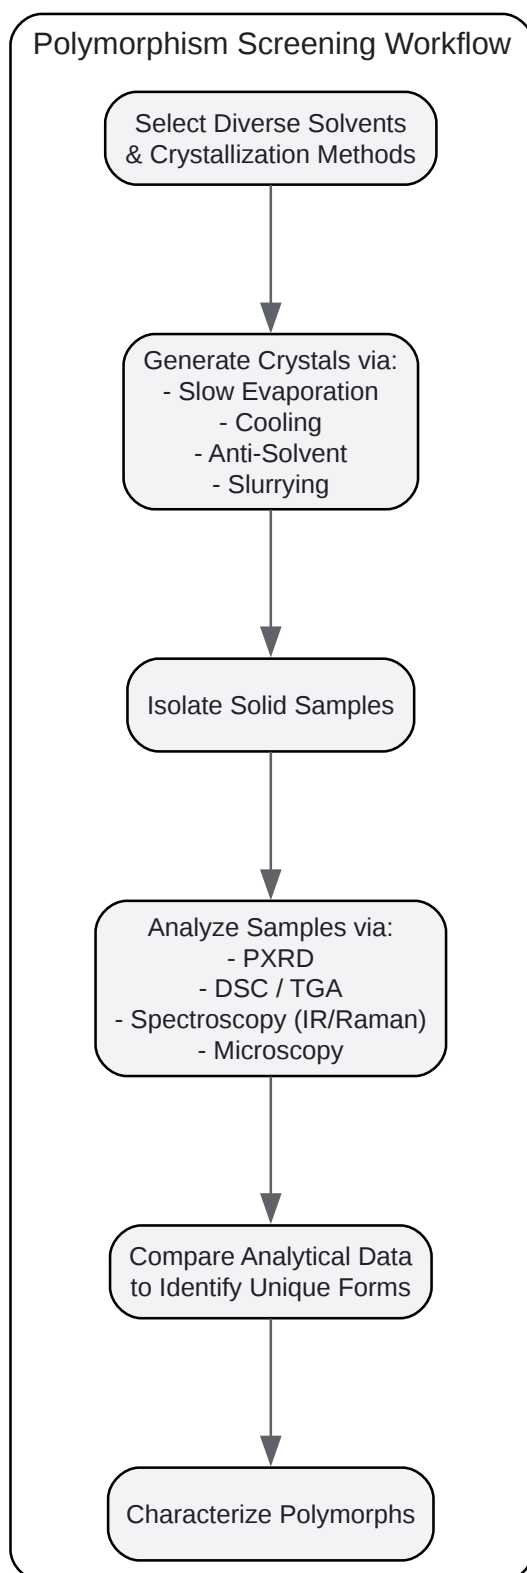 Polymorphism Screening Workflow
Select Diverse Solvents
& Crystallization Methods
Generate Crystals via:
- Slow Evaporation
- Cooling
- Anti-Solvent
- Slurrying
Isolate Solid Samples
Analyze Samples via:
- PXRD
- DSC / TGA
- Spectroscopy (IR/Raman)
- Microscopy
Compare Analytical Data
to Identify Unique Forms
Characterize Polymorphs